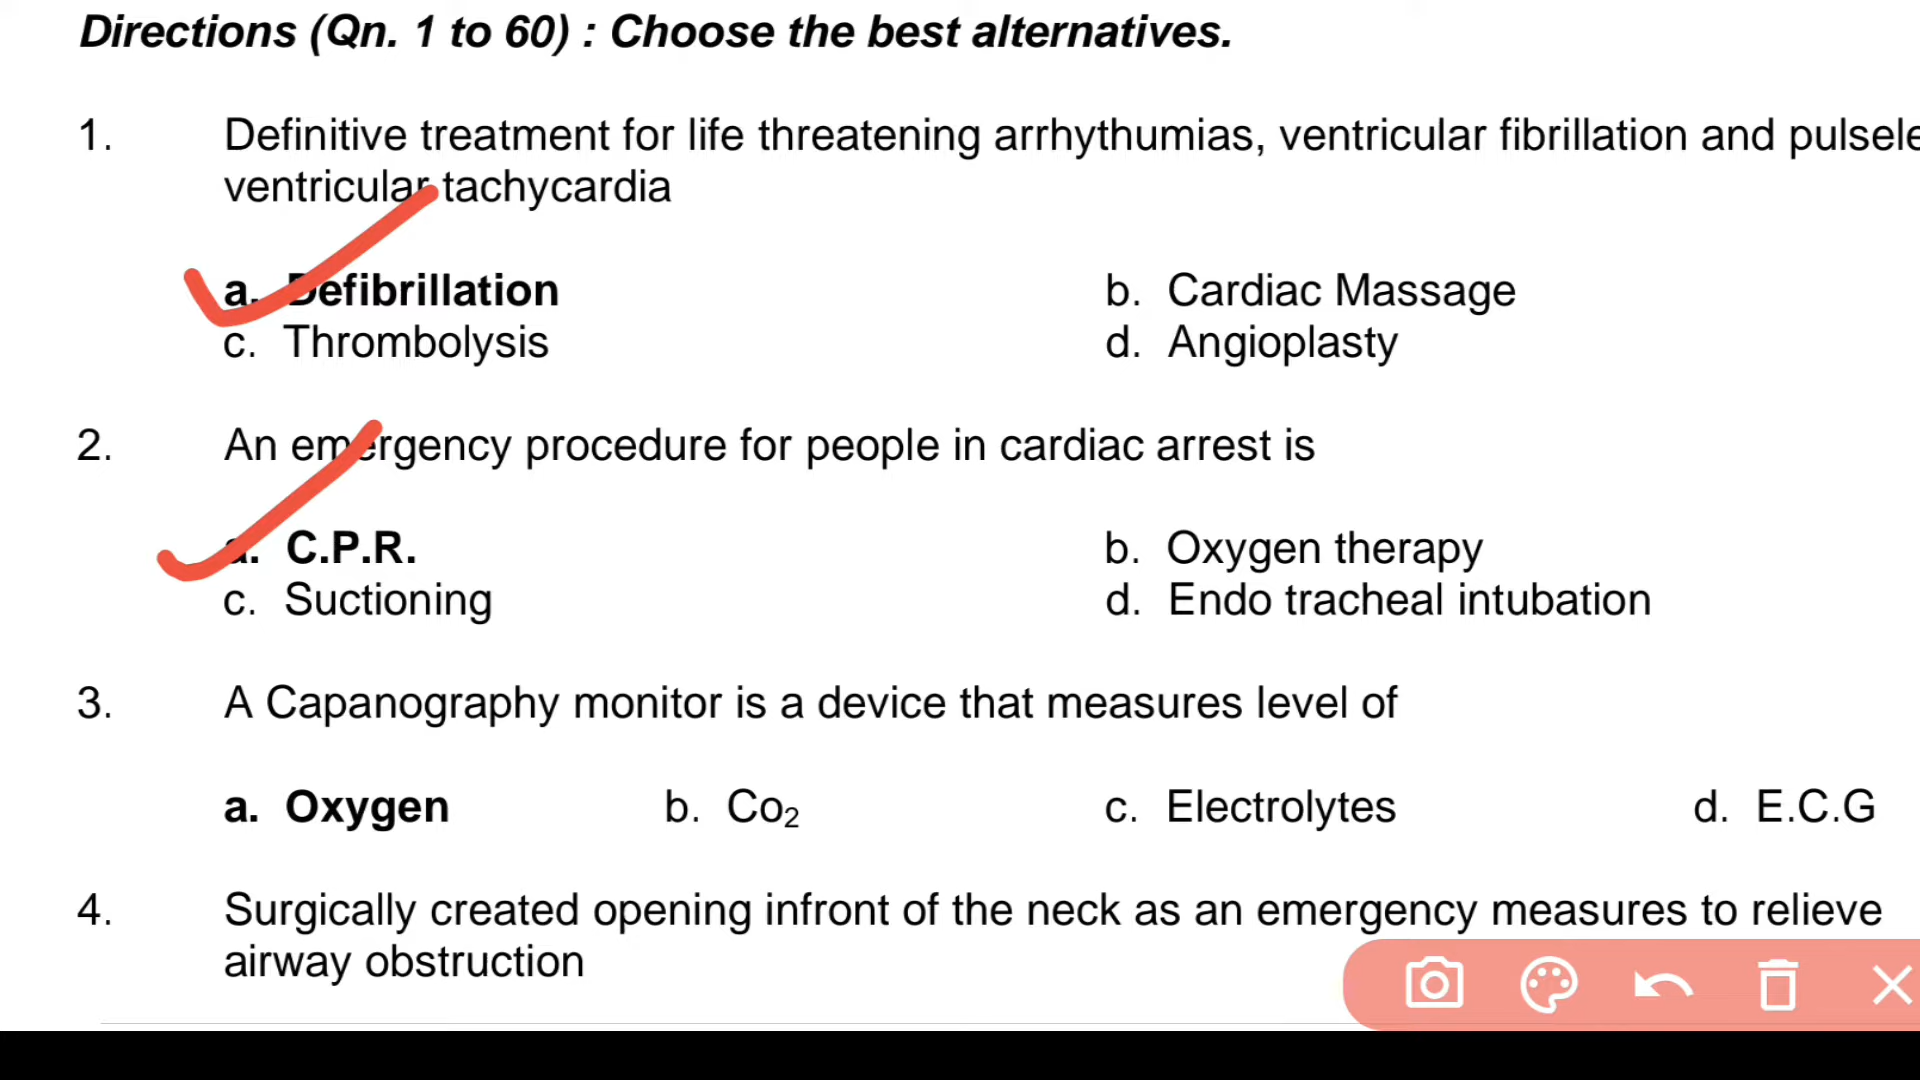 Directions (Qn. 1 to 60) : Choose the best alternatives.
1. Definitive treatment for life threatening arrhythumias, ventricular fibrillation and pulsele
ventricular tachycardia
a. Defibrillation b. Cardiac Massage
c. Thrombolysis d. Angioplasty
2. An emergency procedure for people in cardiac arrest is
a. C.P.R. b. Oxygen therapy
c. Suctioning d. Endo tracheal intubation
3. A Capanography monitor is a device that measures level of
a. Oxygen b. Co₂ c. Electrolytes d. E.C.G
4. Surgically created opening infront of the neck as an emergency measures to relieve
airway obstruction